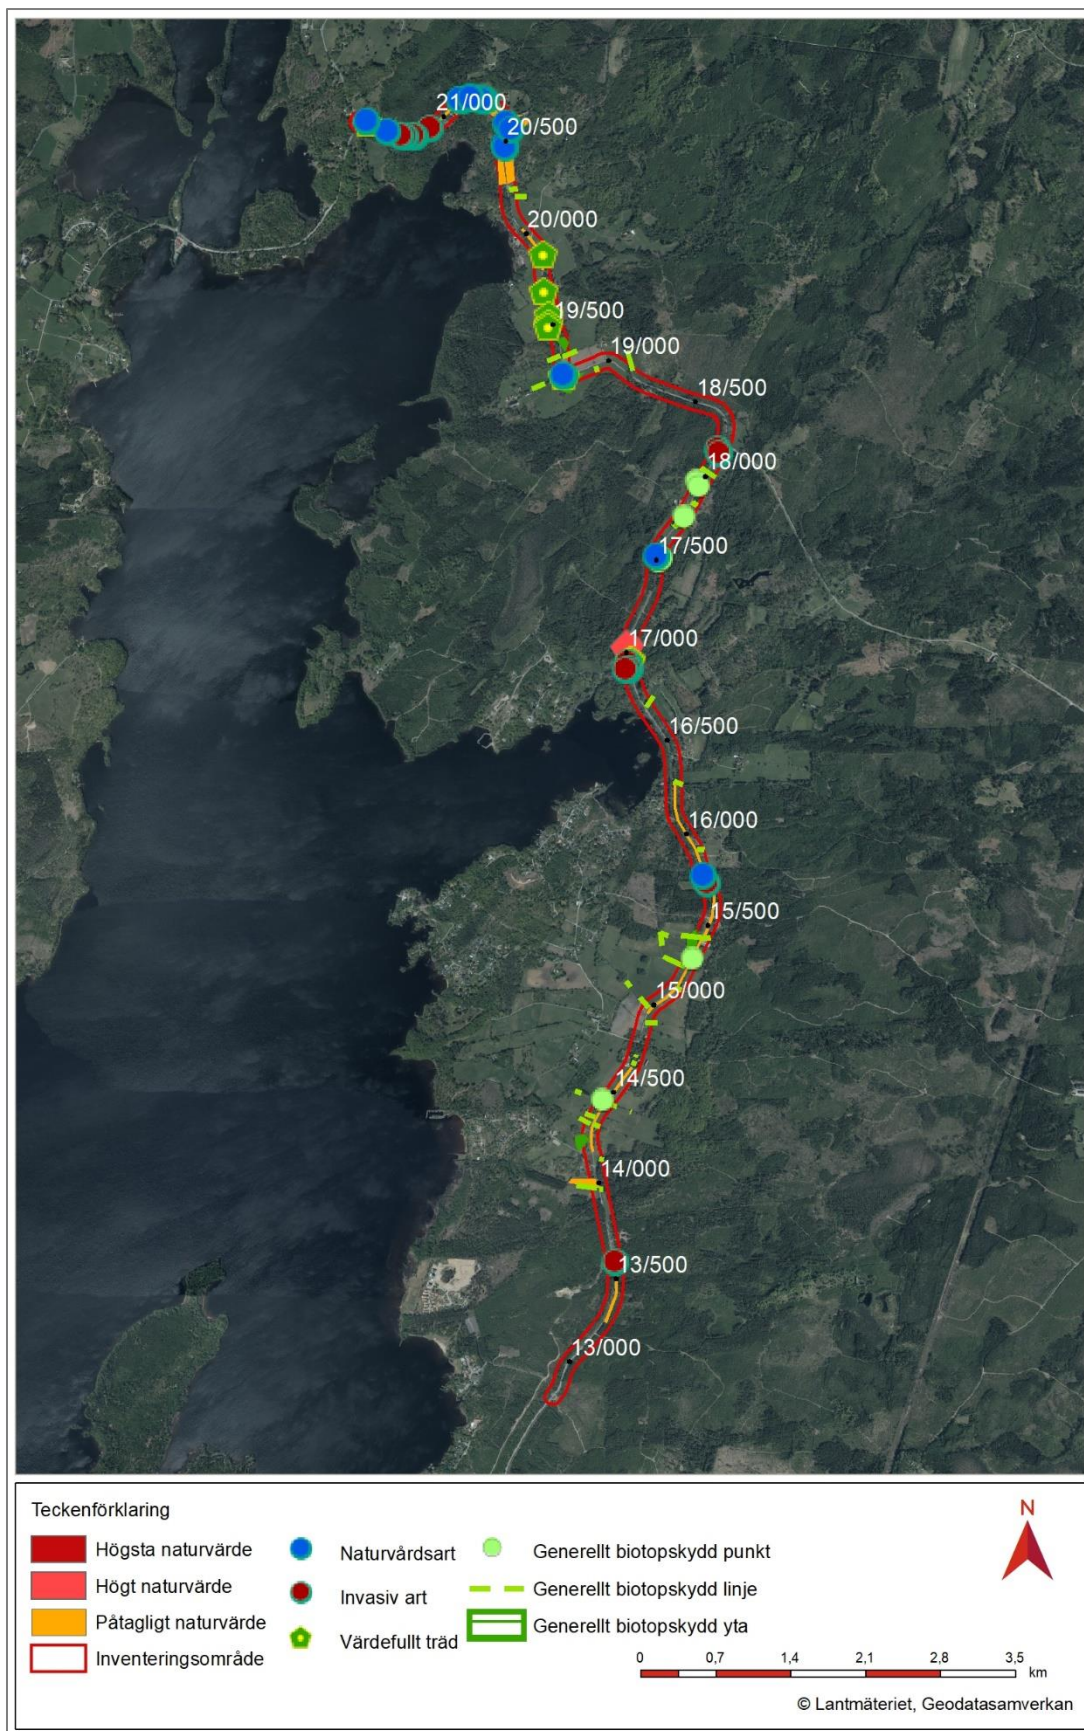 21/000
20/500
20/000
19/500
19/000
18/500
18/000
17/500
17/000
16/500
16/000
15/500
15/000
14/500
14/000
13/500
13/000
Teckenförklaring
Högsta naturvärde
Högt naturvärde
Påtagligt naturvärde
Inventeringsområde
Naturvårdsart
Invasiv art
Värdefullt träd
Generellt biotopskydd punkt
Generellt biotopskydd linje
Generellt biotopskydd yta
N
0 0,7 1,4 2,1 2,8 3,5
km
© Lantmäteriet, Geodatasamverkan